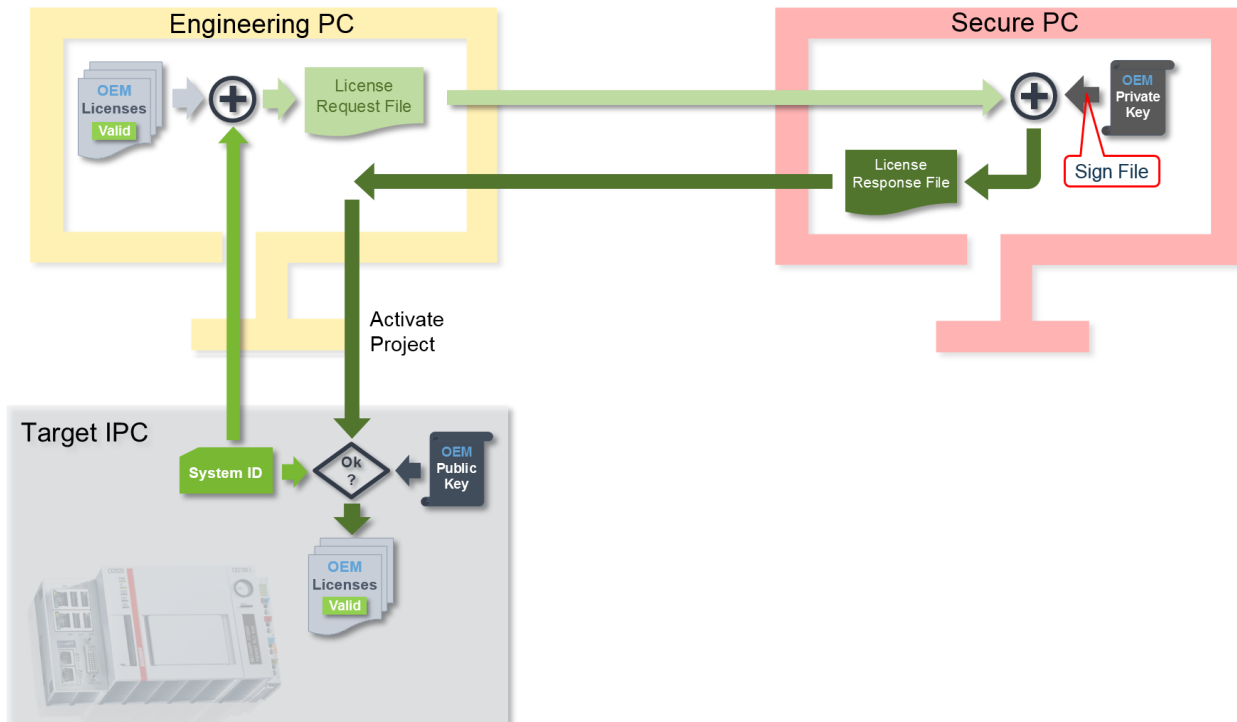 Engineering PC
Secure PC
OEM
Licenses
Valid
License
Request File
OEM
Private
Key
License
Response File
Sign File
Activate
Project
Target IPC
System ID
Ok
?
OEM
Public
Key
OEM
Licenses
Valid